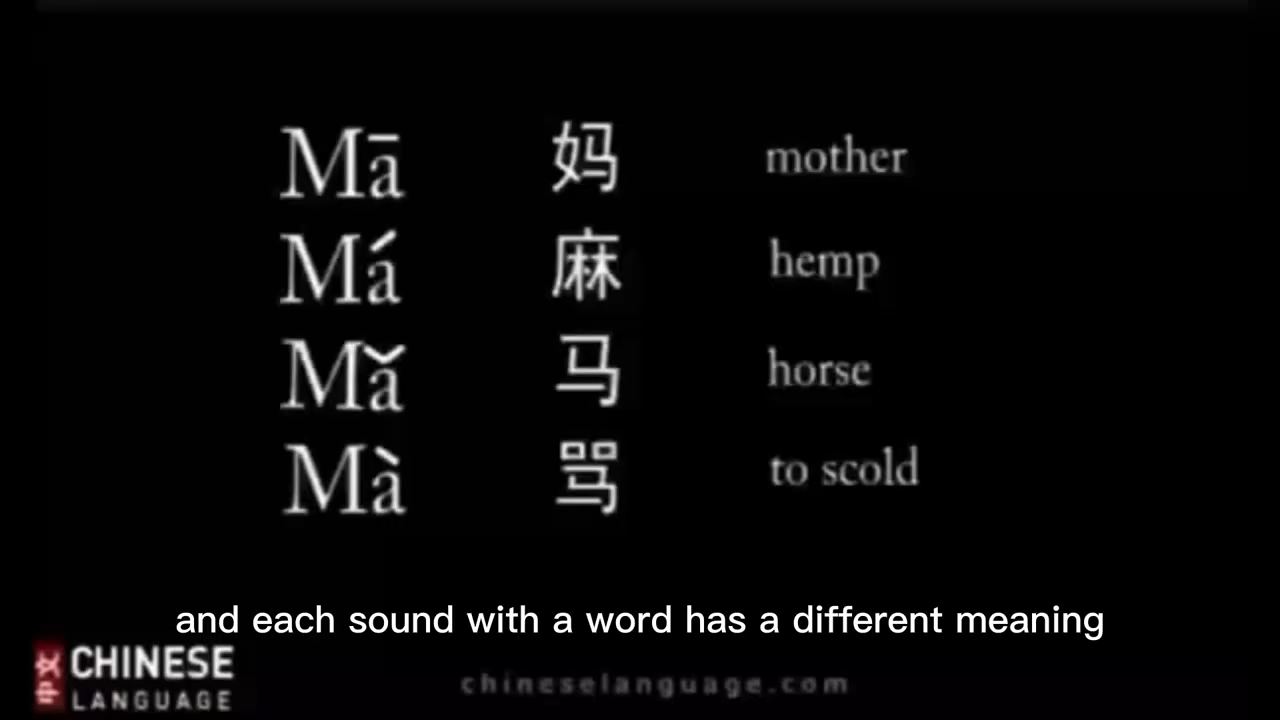 Mā 妈 mother
Má 麻 hemp
Mǎ 马 horse
Mà 骂 to scold
and each sound with a word has a different meaning
CHINESE
LANGUAGE
chineselanguage.com